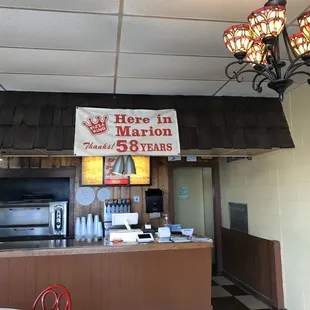 Here in
Marion
Thanks 58 YEARS